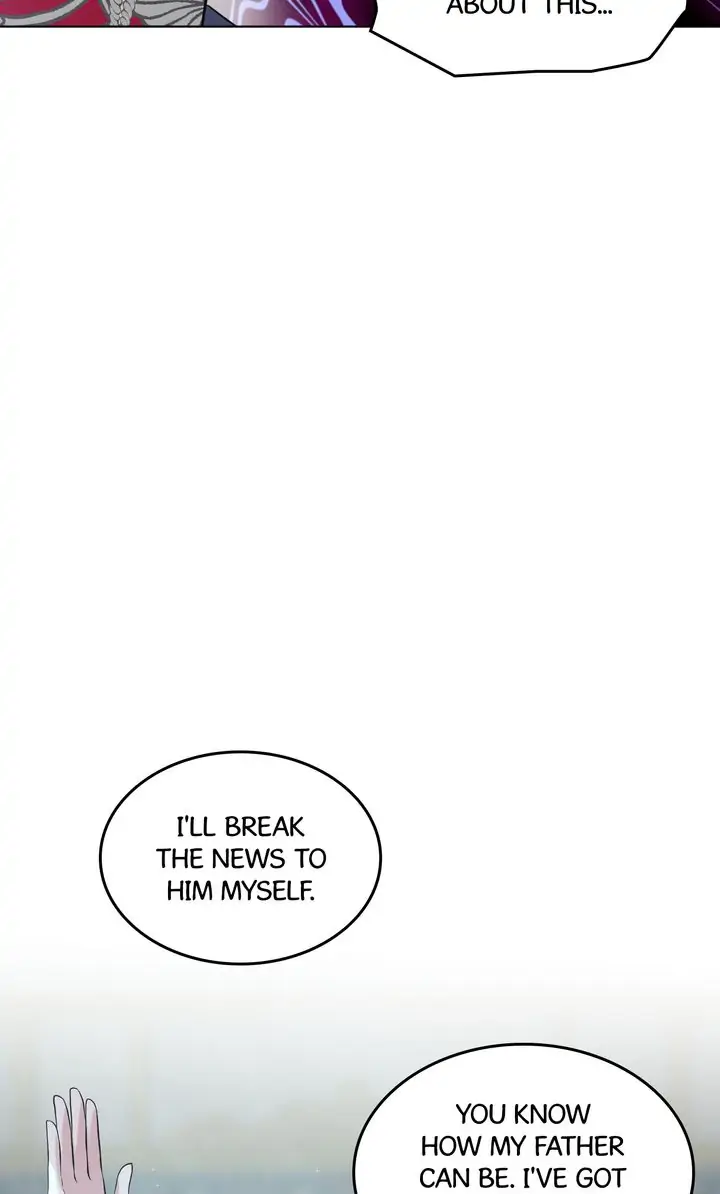 ABOUT THIS...
I'LL BREAK
THE NEWS TO
HIM MYSELF.
YOU KNOW
HOW MY FATHER
CAN BE. I'VE GOT